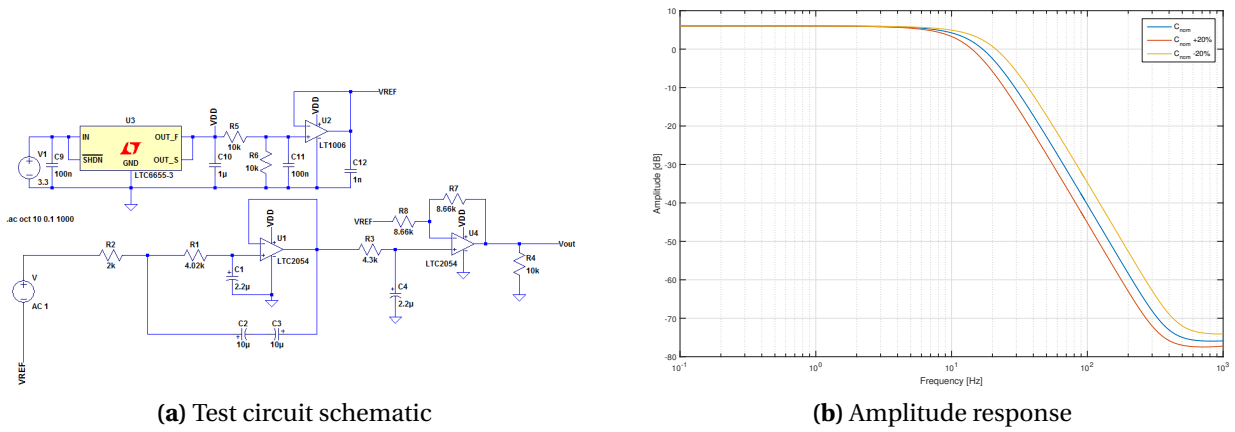 U3
VDD
VREF
VDD
U2
IN
OUT_F
R5
10k
V1
C9
SHDN
OUT_S
R6
10k
C10
C11
LT1006
C12
GND
100n
1µ
100n
1n
3.3
LTC6655-3
.ac oct 10 0.1 1000
R7
8.66k
R8
VDD
VDD
VREF
8.66k
U4
U1
R2
R1
R3
Vout
2k
4.02k
LTC2054
4.3k
LTC2054
R4
10k
C1
2.2µ
C4
2.2µ
V
AC 1
C2
C3
10µ
10µ
VREF
(a) Test circuit schematic
10
0
-10
-20
-30
-40
-50
-60
-70
-80
Amplitude [dB]
C nom
C nom +20%
C nom -20%
10-1
100
101
102
103
Frequency [Hz]
(b) Amplitude response